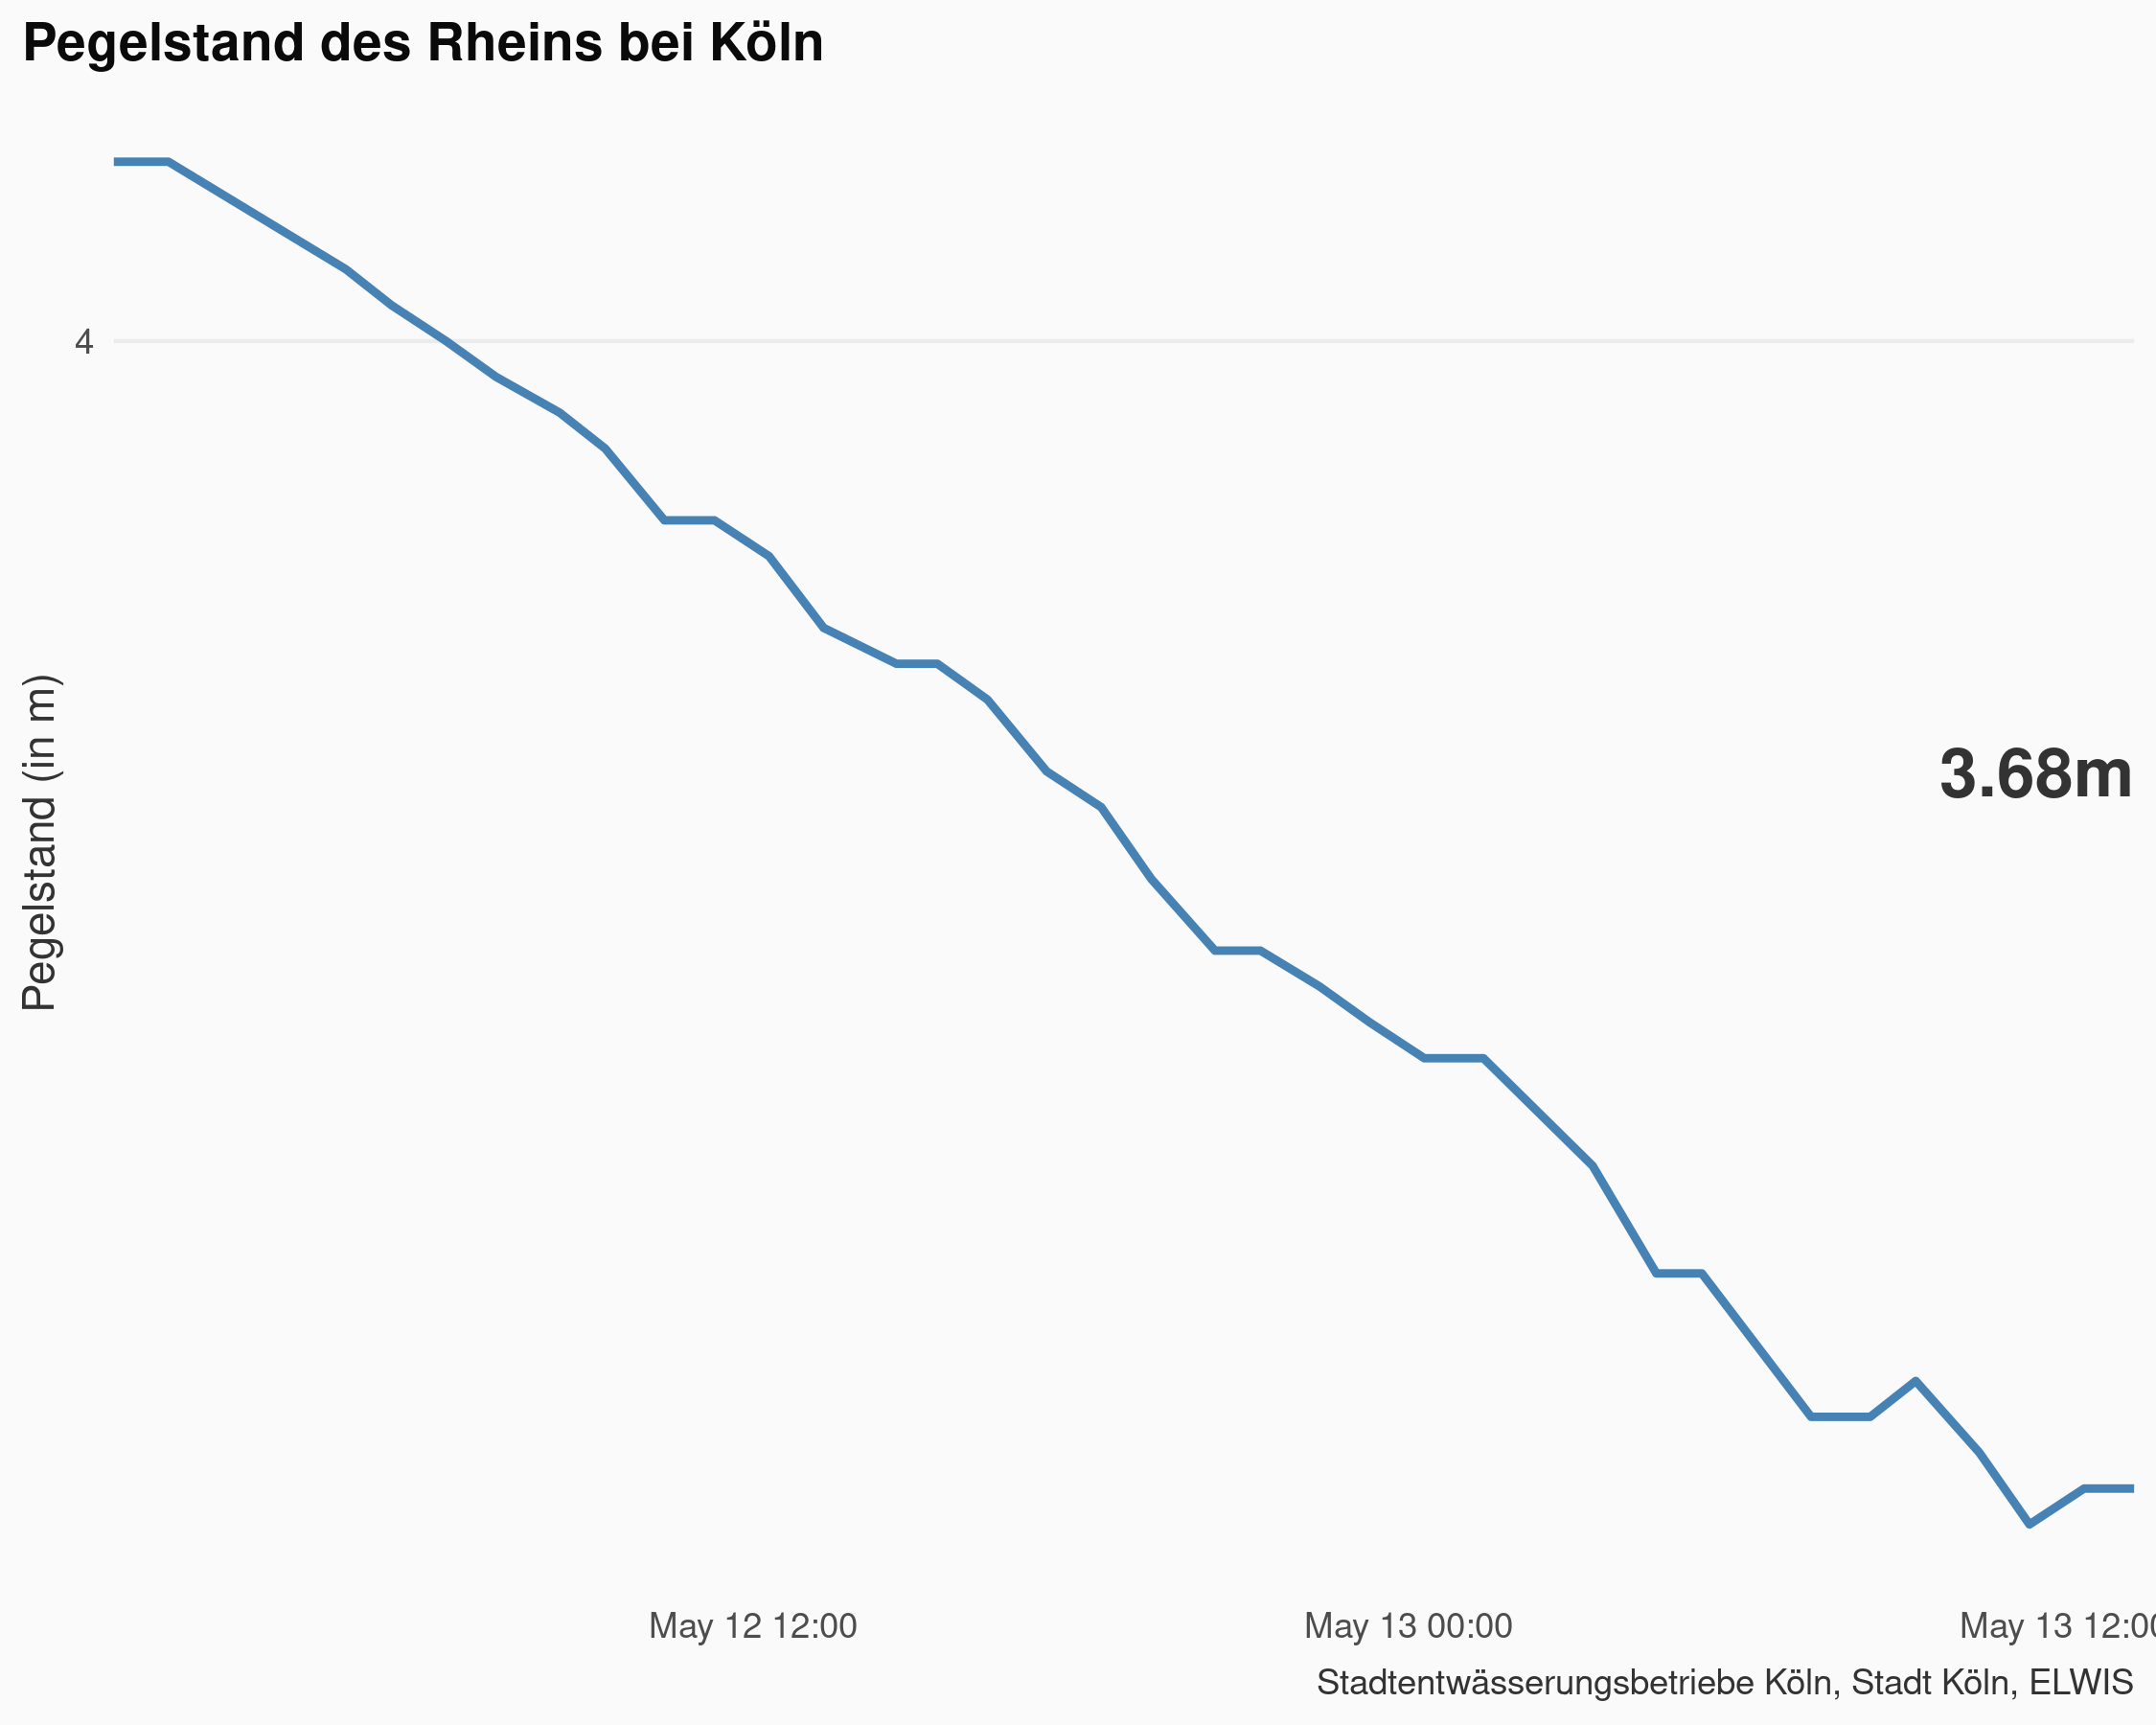 Pegelstand des Rheins bei Köln
4
Pegelstand (in m)
3.68m
May 12 12:00
May 13 00:00
May 13 12:00
Stadtentwässerungsbetriebe Köln, Stadt Köln, ELWIS